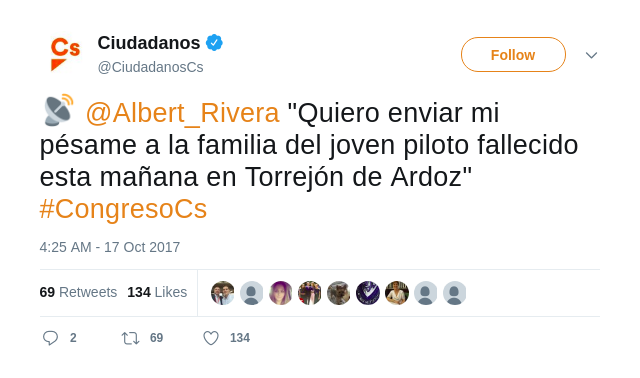 Cs
Ciudadanos
@CiudadanosCs
Follow
@Albert_Rivera "Quiero enviar mi
pésame a la familia del joven piloto fallecido
esta mañana en Torrejón de Ardoz"
#CongresoCs
4:25 AM - 17 Oct 2017
69 Retweets 134 Likes
2 69 134